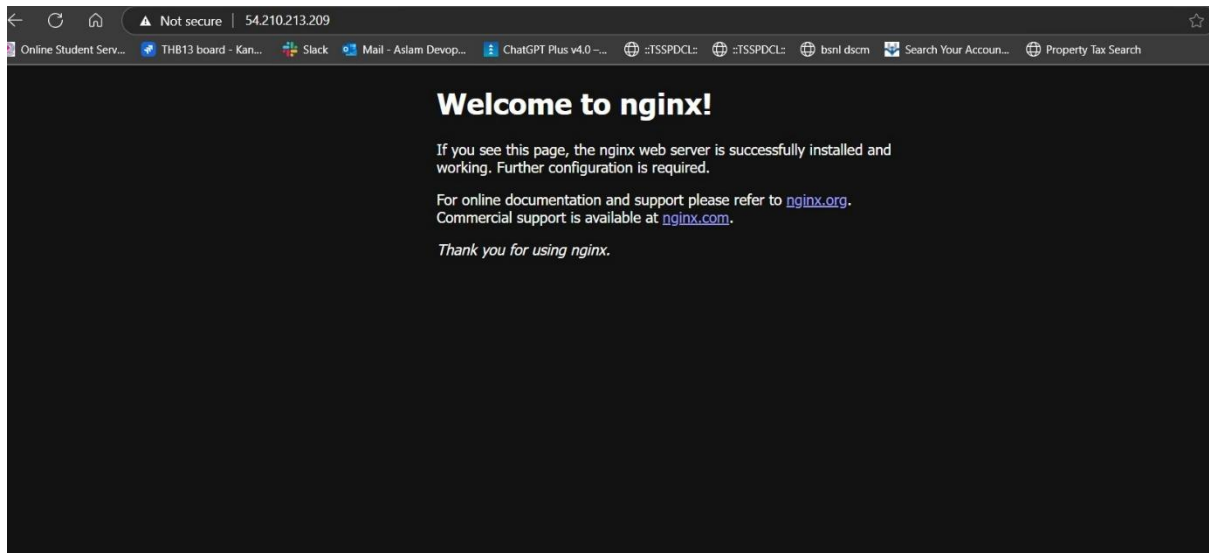 Not secure 54.210.213.209
Online Student Serv... THB13 board - Kan... Slack Mail - Aslam Devop... ChatGPT Plus v4.0 –... ::TSSPDCL:: ::TSSPDCL:: bsnl dscm Search Your Accoun... Property Tax Search
Welcome to nginx!
If you see this page, the nginx web server is successfully installed and
working. Further configuration is required.
For online documentation and support please refer to nginx.org.
Commercial support is available at nginx.com.
Thank you for using nginx.